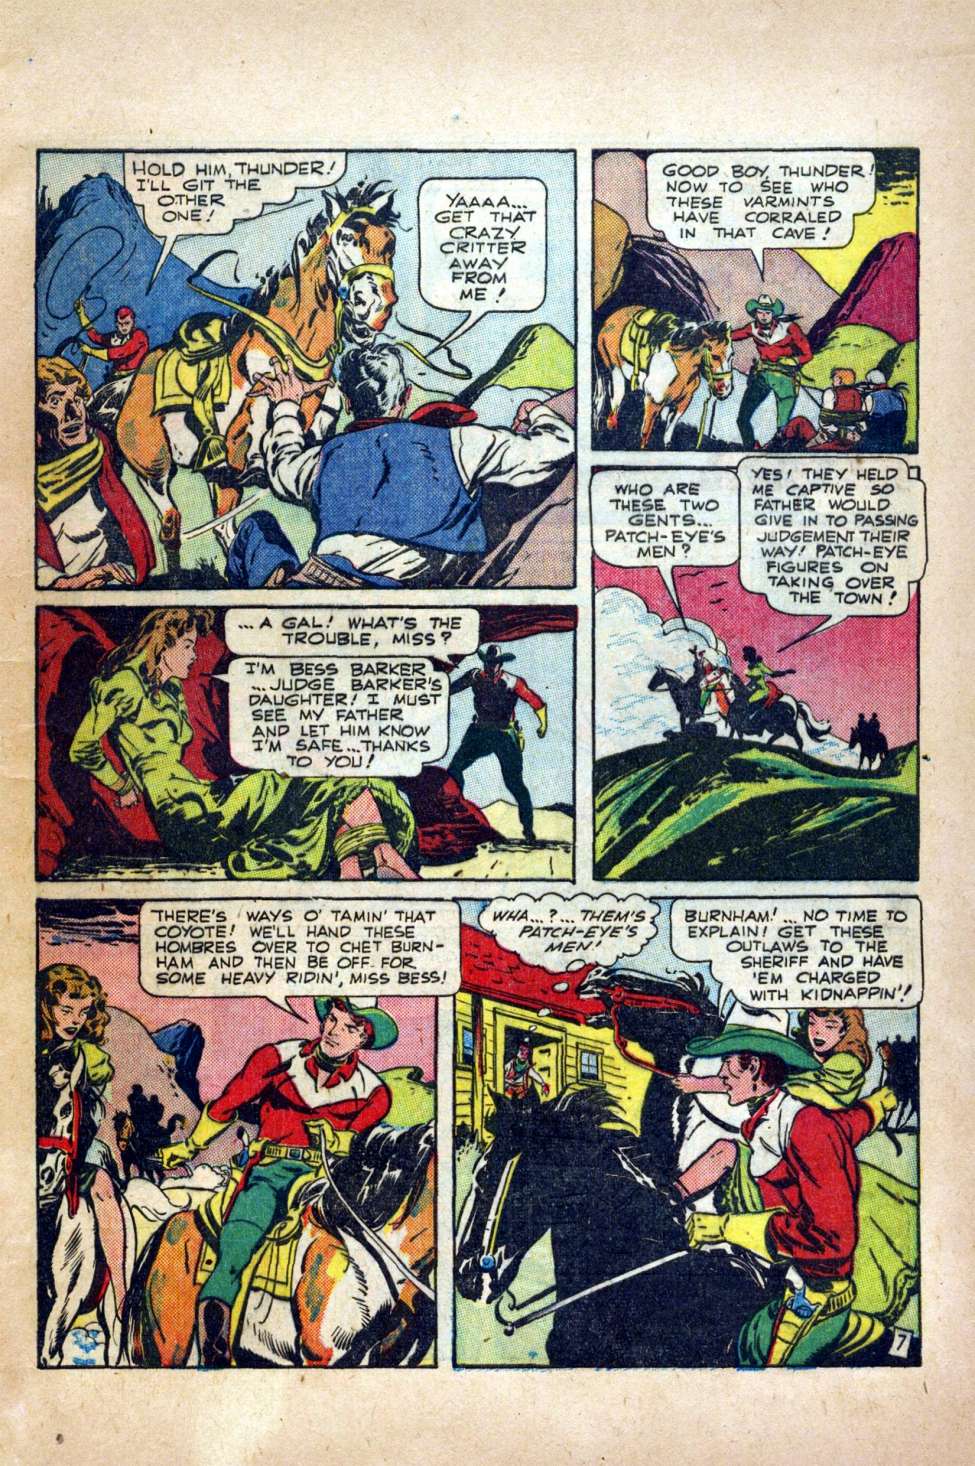 HOLD HIM, THUNDER!
I'LL GIT THE
OTHER
ONE!
YAAAA...
GET THAT
CRAZY
CRITTER
AWAY
FROM
ME!
GOOD BOY, THUNDER!
NOW TO SEE WHO
THESE VARMINTS
HAVE CORRALED
IN THAT CAVE!
...A GAL! WHAT'S THE
TROUBLE, MISS?
I'M BESS BARKER
...JUDGE BARKER'S
DAUGHTER! I MUST
SEE MY FATHER
AND LET HIM KNOW
I'M SAFE...THANKS
TO YOU!
WHO ARE
THESE TWO
GENTS...
PATCH-EYE'S
MEN?
YES! THEY HELD
ME CAPTIVE SO
FATHER WOULD
GIVE IN TO PASSING
JUDGEMENT THEIR
WAY! PATCH-EYE
FIGURES ON
TAKING OVER
THE TOWN!
THERE'S WAYS O' TAMIN' THAT
COYOTE! WE'LL HAND THESE
HOMBRES OVER TO CHET BURN-
HAM AND THEN BE OFF FOR
SOME HEAVY RIDIN', MISS BESS!
WHA...?...THEM'S
PATCH-EYE'S
MEN!
BURNHAM!...NO TIME TO
EXPLAIN! GET THESE
OUTLAWS TO THE
SHERIFF AND HAVE
'EM CHARGED
WITH KIDNAPPIN'!
7